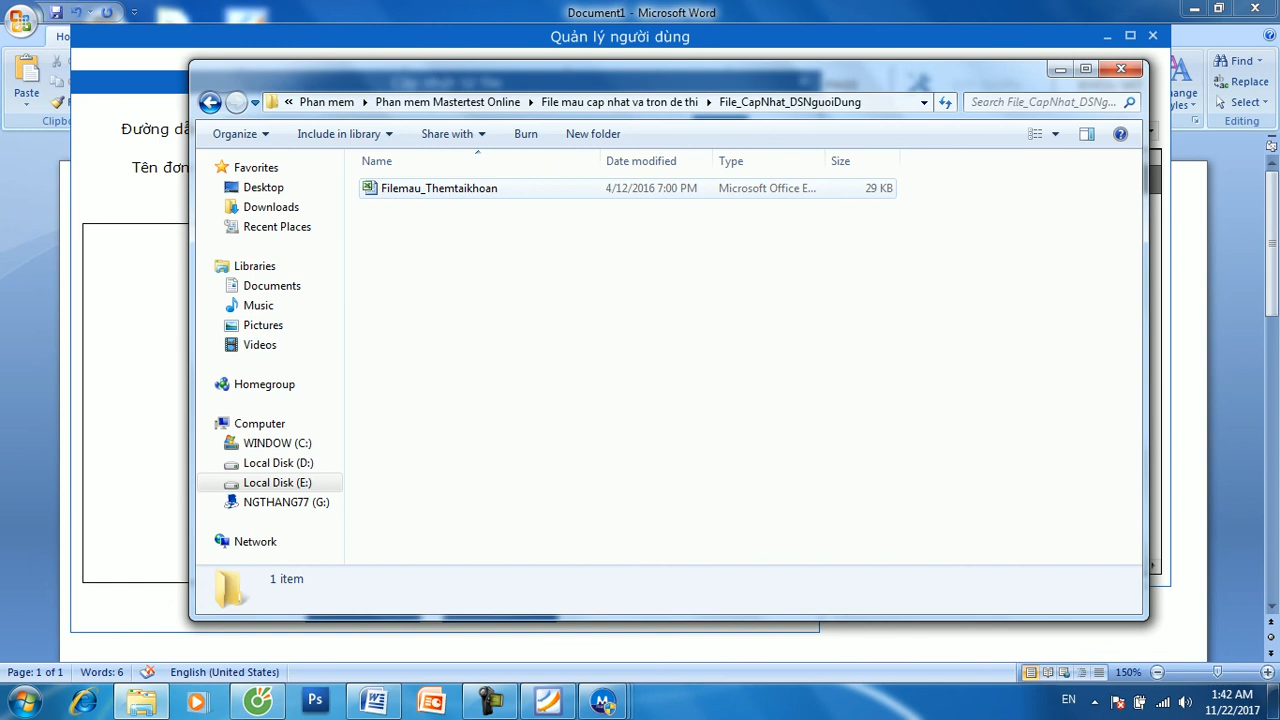 Document1 - Microsoft Word
Ho
Quản lý người dùng
Paste
Clipb
Đường dẫ
Tên đơn
Find
Replace
Select
Editing
Styles
Phan mem
Phan mem Mastertest Online
File mau cap nhat va tron de thi
File_CapNhat_DSNguoiDung
Search File_CapNhat_DSNg...
Organize
Include in library
Share with
Burn
New folder
Name
Date modified
Type
Size
Filemau_Themtaikhoan
4/12/2016 7:00 PM
Microsoft Office E...
29 KB
Favorites
Desktop
Downloads
Recent Places
Libraries
Documents
Music
Pictures
Videos
Homegroup
Computer
WINDOW (C:)
Local Disk (D:)
Local Disk (E:)
NGTHANG77 (G:)
Network
1 item
Page: 1 of 1
Words: 6
English (United States)
150%
Ps
EN
1:42 AM
11/22/2017